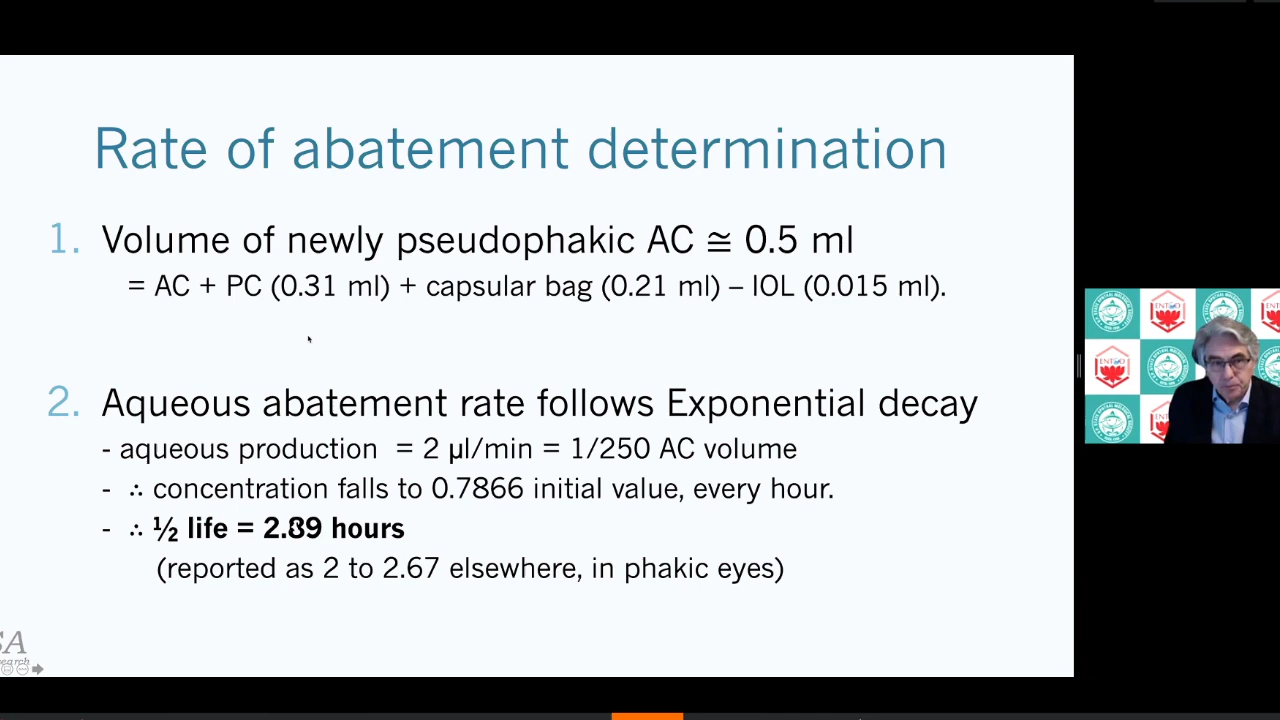 Rate of abatement determination
1. Volume of newly pseudophakic AC ≅ 0.5 ml
= AC + PC (0.31 ml) + capsular bag (0.21 ml) – IOL (0.015 ml).
2. Aqueous abatement rate follows Exponential decay
- aqueous production = 2 µl/min = 1/250 AC volume
- ∴ concentration falls to 0.7866 initial value, every hour.
- ∴ ½ life = 2.89 hours
(reported as 2 to 2.67 elsewhere, in phakic eyes)
SA